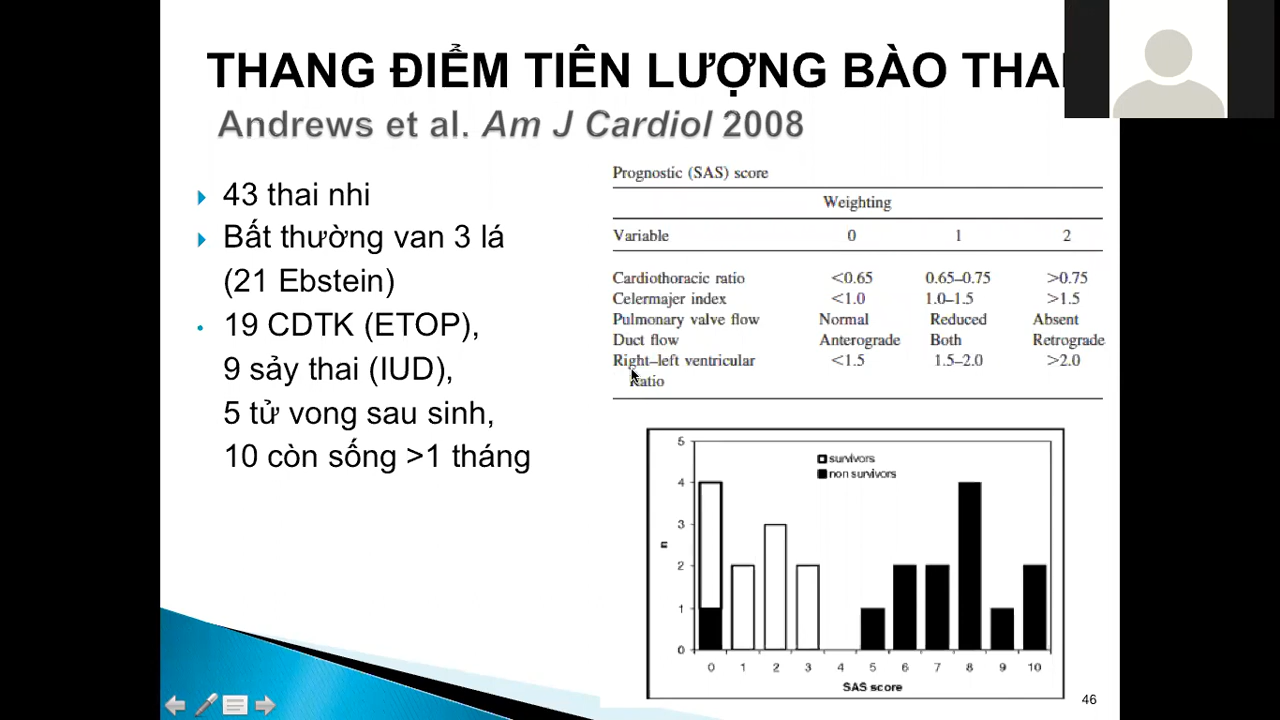 THANG ĐIỂM TIÊN LƯỢNG BÀO THAI
Andrews et al. Am J Cardiol 2008
43 thai nhi
Bất thường van 3 lá
(21 Ebstein)
19 CDTK (ETOP),
9 sảy thai (IUD),
5 tử vong sau sinh,
10 còn sống >1 tháng
Prognostic (SAS) score
Weighting
Variable 0 1 2
Cardiothoracic ratio <0.65 0.65–0.75 >0.75
Celermajer index <1.0 1.0–1.5 >1.5
Pulmonary valve flow Normal Reduced Absent
Duct flow Anterograde Both Retrograde
Right–left ventricular <1.5 1.5–2.0 >2.0
ratio
5
survivors
non survivors
4
3
n
2
1
0
0 1 2 3 4 5 6 7 8 9 10
SAS score
46